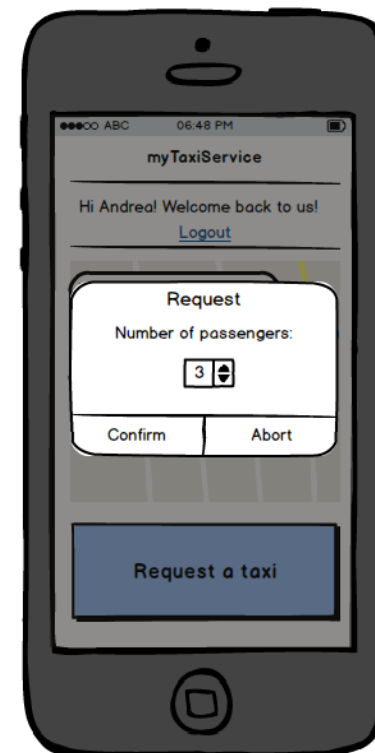 ABC 06:48 PM
myTaxiService
Hi Andrea! Welcome back to us!
Logout
Request
Number of passengers:
3
Confirm Abort
Request a taxi